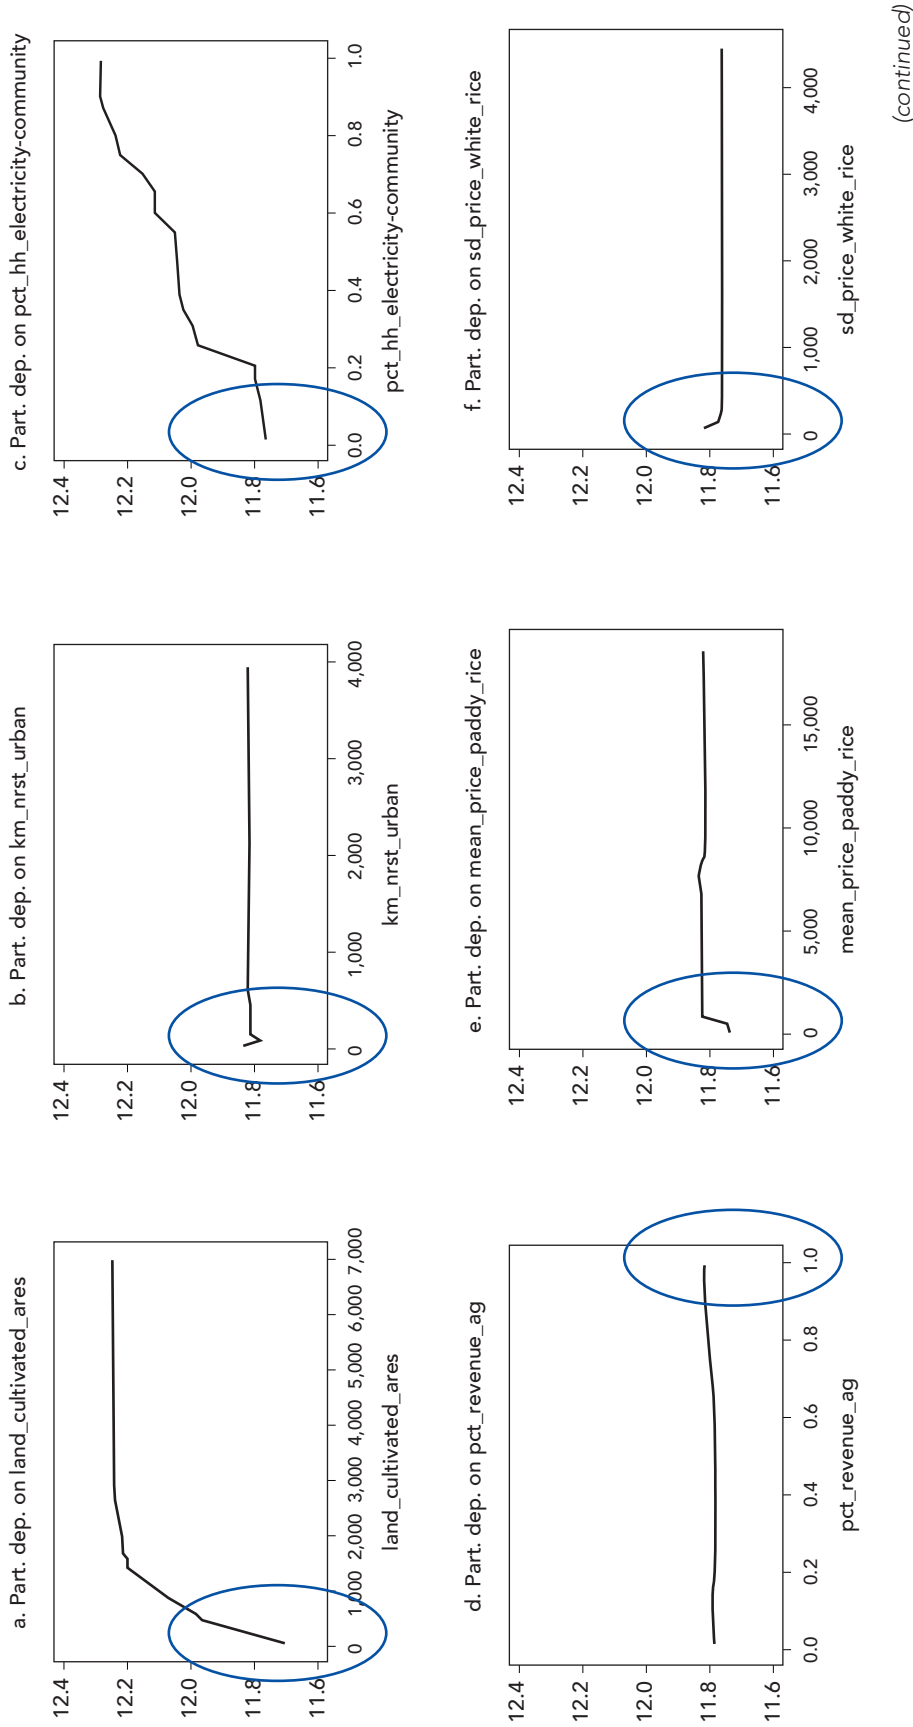 a. Part. dep. on land_cultivated_ares
12.4
12.2
12.0
11.8
11.6
0 1,000 2,000 3,000 4,000 5,000 6,000 7,000
land_cultivated_ares
b. Part. dep. on km_nrst_urban
12.4
12.2
12.0
11.8
11.6
0 1,000 2,000 3,000 4,000
km_nrst_urban
c. Part. dep. on pct_hh_electricity-community
12.4
12.2
12.0
11.8
11.6
0.0 0.2 0.4 0.6 0.8 1.0
pct_hh_electricity-community
d. Part. dep. on pct_revenue_ag
12.4
12.2
12.0
11.8
11.6
0.0 0.2 0.4 0.6 0.8 1.0
pct_revenue_ag
e. Part. dep. on mean_price_paddy_rice
12.4
12.2
12.0
11.8
11.6
0 5,000 10,000 15,000
mean_price_paddy_rice
f. Part. dep. on sd_price_white_rice
12.4
12.2
12.0
11.8
11.6
0 1,000 2,000 3,000 4,000
sd_price_white_rice
(continued)